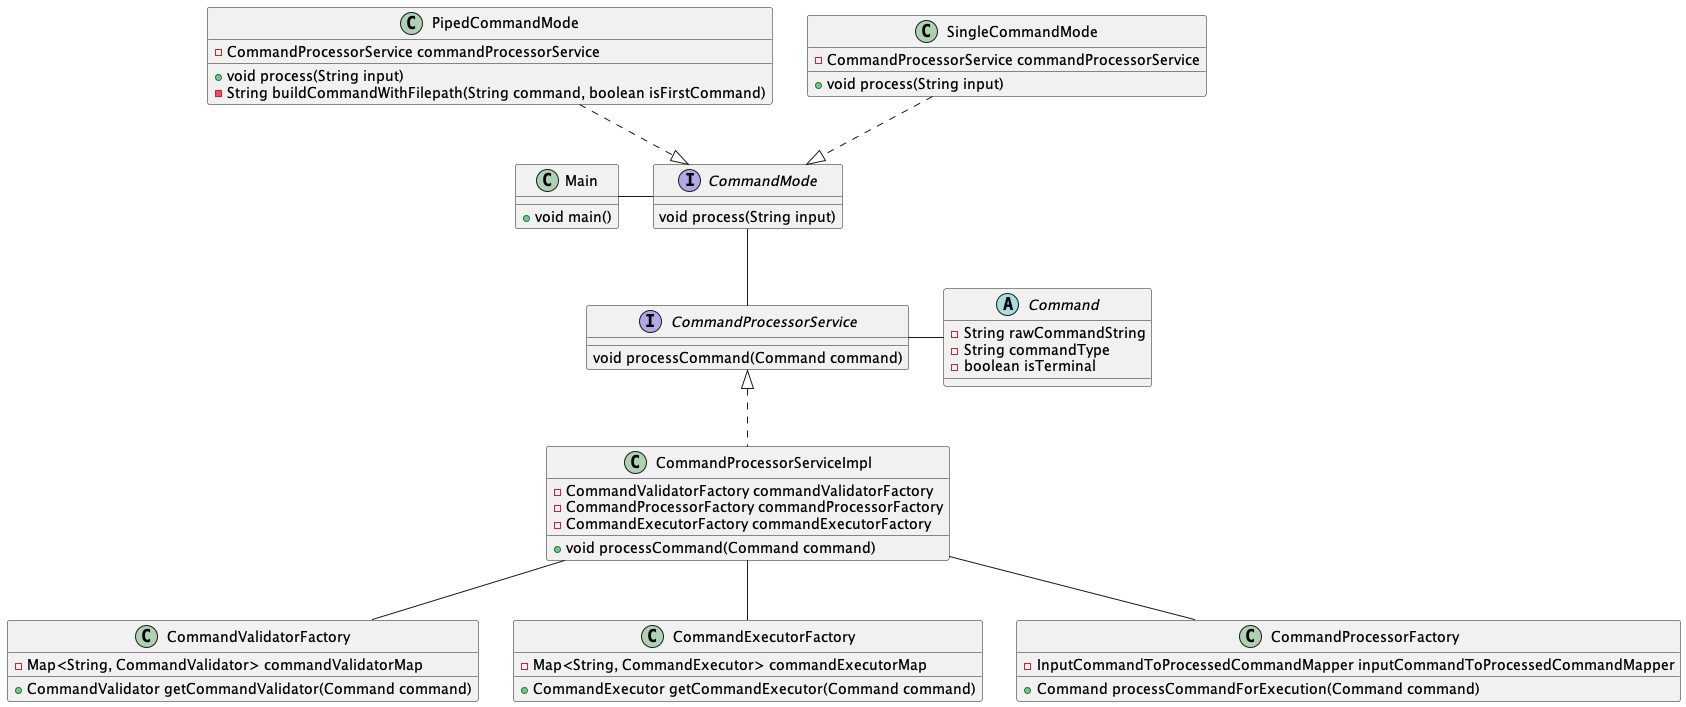 C PipedCommandMode
CommandProcessorService commandProcessorService
void process(String input)
String buildCommandWithFilepath(String command, boolean isFirstCommand)
C SingleCommandMode
CommandProcessorService commandProcessorService
void process(String input)
C Main
void main()
I CommandMode
void process(String input)
I CommandProcessorService
void processCommand(Command command)
A Command
String rawCommandString
String commandType
boolean isTerminal
C CommandProcessorServiceImpl
CommandValidatorFactory commandValidatorFactory
CommandProcessorFactory commandProcessorFactory
CommandExecutorFactory commandExecutorFactory
void processCommand(Command command)
C CommandValidatorFactory
Map<String, CommandValidator> commandValidatorMap
CommandValidator getCommandValidator(Command command)
C CommandExecutorFactory
Map<String, CommandExecutor> commandExecutorMap
CommandExecutor getCommandExecutor(Command command)
C CommandProcessorFactory
InputCommandToProcessedCommandMapper inputCommandToProcessedCommandMapper
Command processCommandForExecution(Command command)